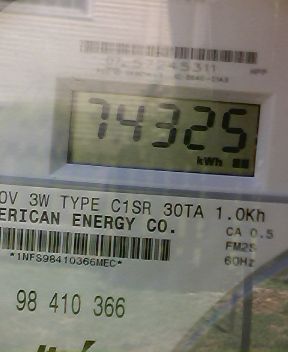 74325
kWh
0V 3W TYPE C1SR 30TA 1.0Kh
ERICAN ENERGY CO.
CA 0.5
FM2S
60Hz
*1NFS98410366MEC*
98 410 366